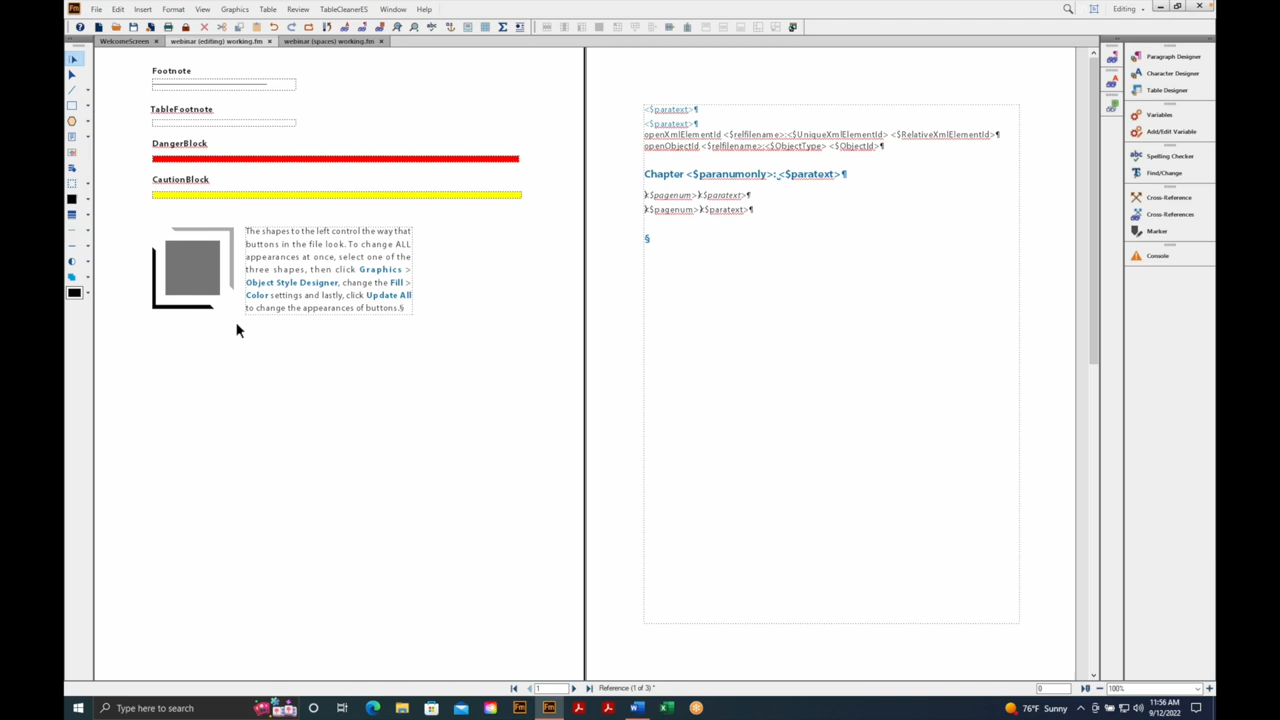 Fm File Edit Insert Format View Graphics Table Review TableCleanerES Window Help Editing
WelcomeScreen webinar (editing) working.fm webinar (spaces) working.fm
Footnote
TableFootnote
DangerBlock
CautionBlock
The shapes to the left control the way that
buttons in the file look. To change ALL
appearances at once, select one of the
three shapes, then click Graphics >
Object Style Designer, change the Fill >
Color settings and lastly, click Update All
to change the appearances of buttons.§
<$paratext>¶
<$paratext>¶
openXmlElementId <$relfilename>:<$UniqueXmlElementId> <$RelativeXmlElementId>¶
openObjectId <$relfilename>:<$ObjectType> <$ObjectId>¶
Chapter <$paranumonly>: <$paratext>¶
<$pagenum> <$paratext>¶
<$pagenum> <$paratext>¶
§
Paragraph Designer
Character Designer
Table Designer
Variables
Add/Edit Variable
Spelling Checker
Find/Change
Cross-Reference
Cross-References
Marker
Console
1 Reference (1 of 3) * 0 100%
Type here to search
Fm Fm
76°F Sunny
11:56 AM
9/12/2022